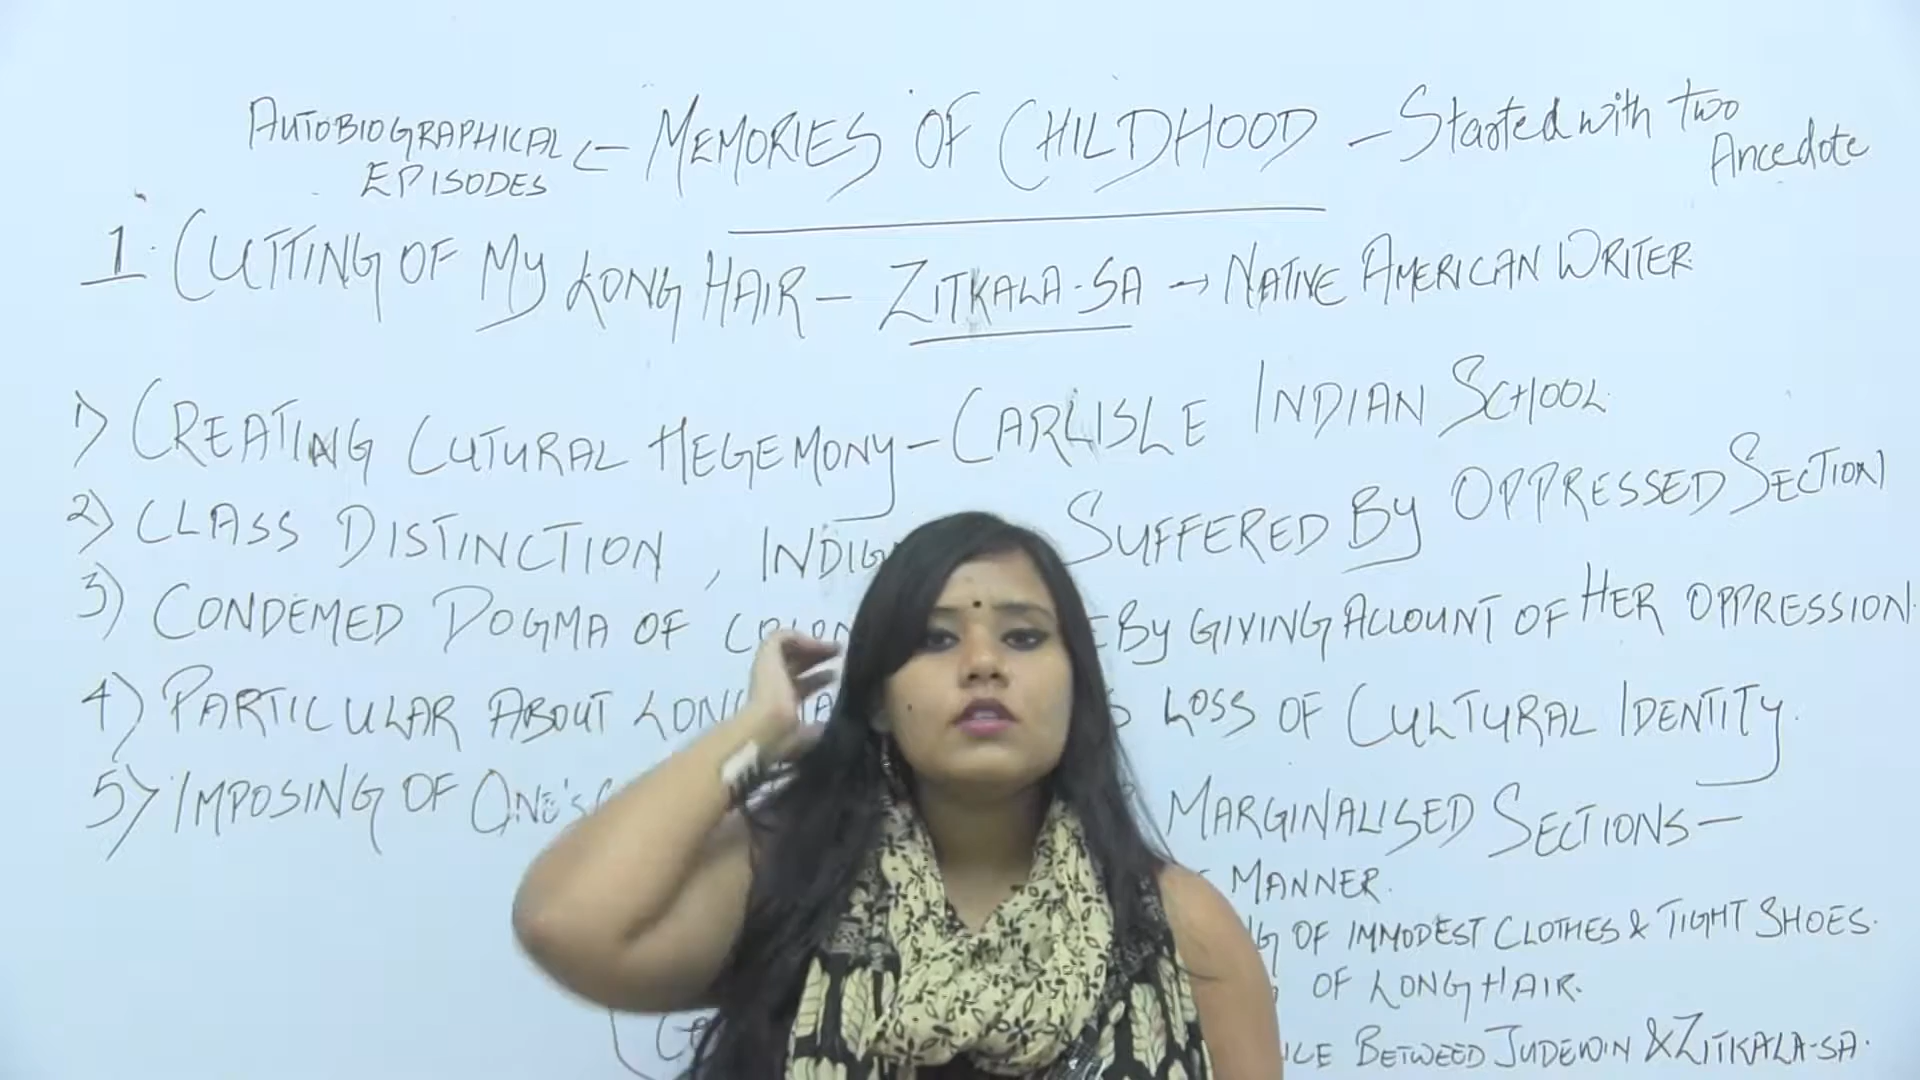 AUTOBIOGRAPHICAL EPISODES ← MEMORIES OF CHILDHOOD – Started with two Ancedote
1. CUTTING OF MY LONG HAIR – ZITKALA-SA → NATIVE AMERICAN WRITER
1) CREATING CUTURAL HEGEMONY – CARLISLE INDIAN SCHOOL
2) CLASS DISTINCTION, SUFFERED BY OPPRESSED SECTION
3) CONDEMED DOGMA OF BY GIVING ACCOUNT OF HER OPPRESSION.
4) PARTICULAR ABOUT LOSS OF CULTURAL IDENTITY.
5) IMPOSING OF ONE'S MARGINALISED SECTIONS –
MANNER.
OF IMMODEST CLOTHES & TIGHT SHOES.
OF LONG HAIR.
BETWEED JUDEWIN & ZITKALA-SA.